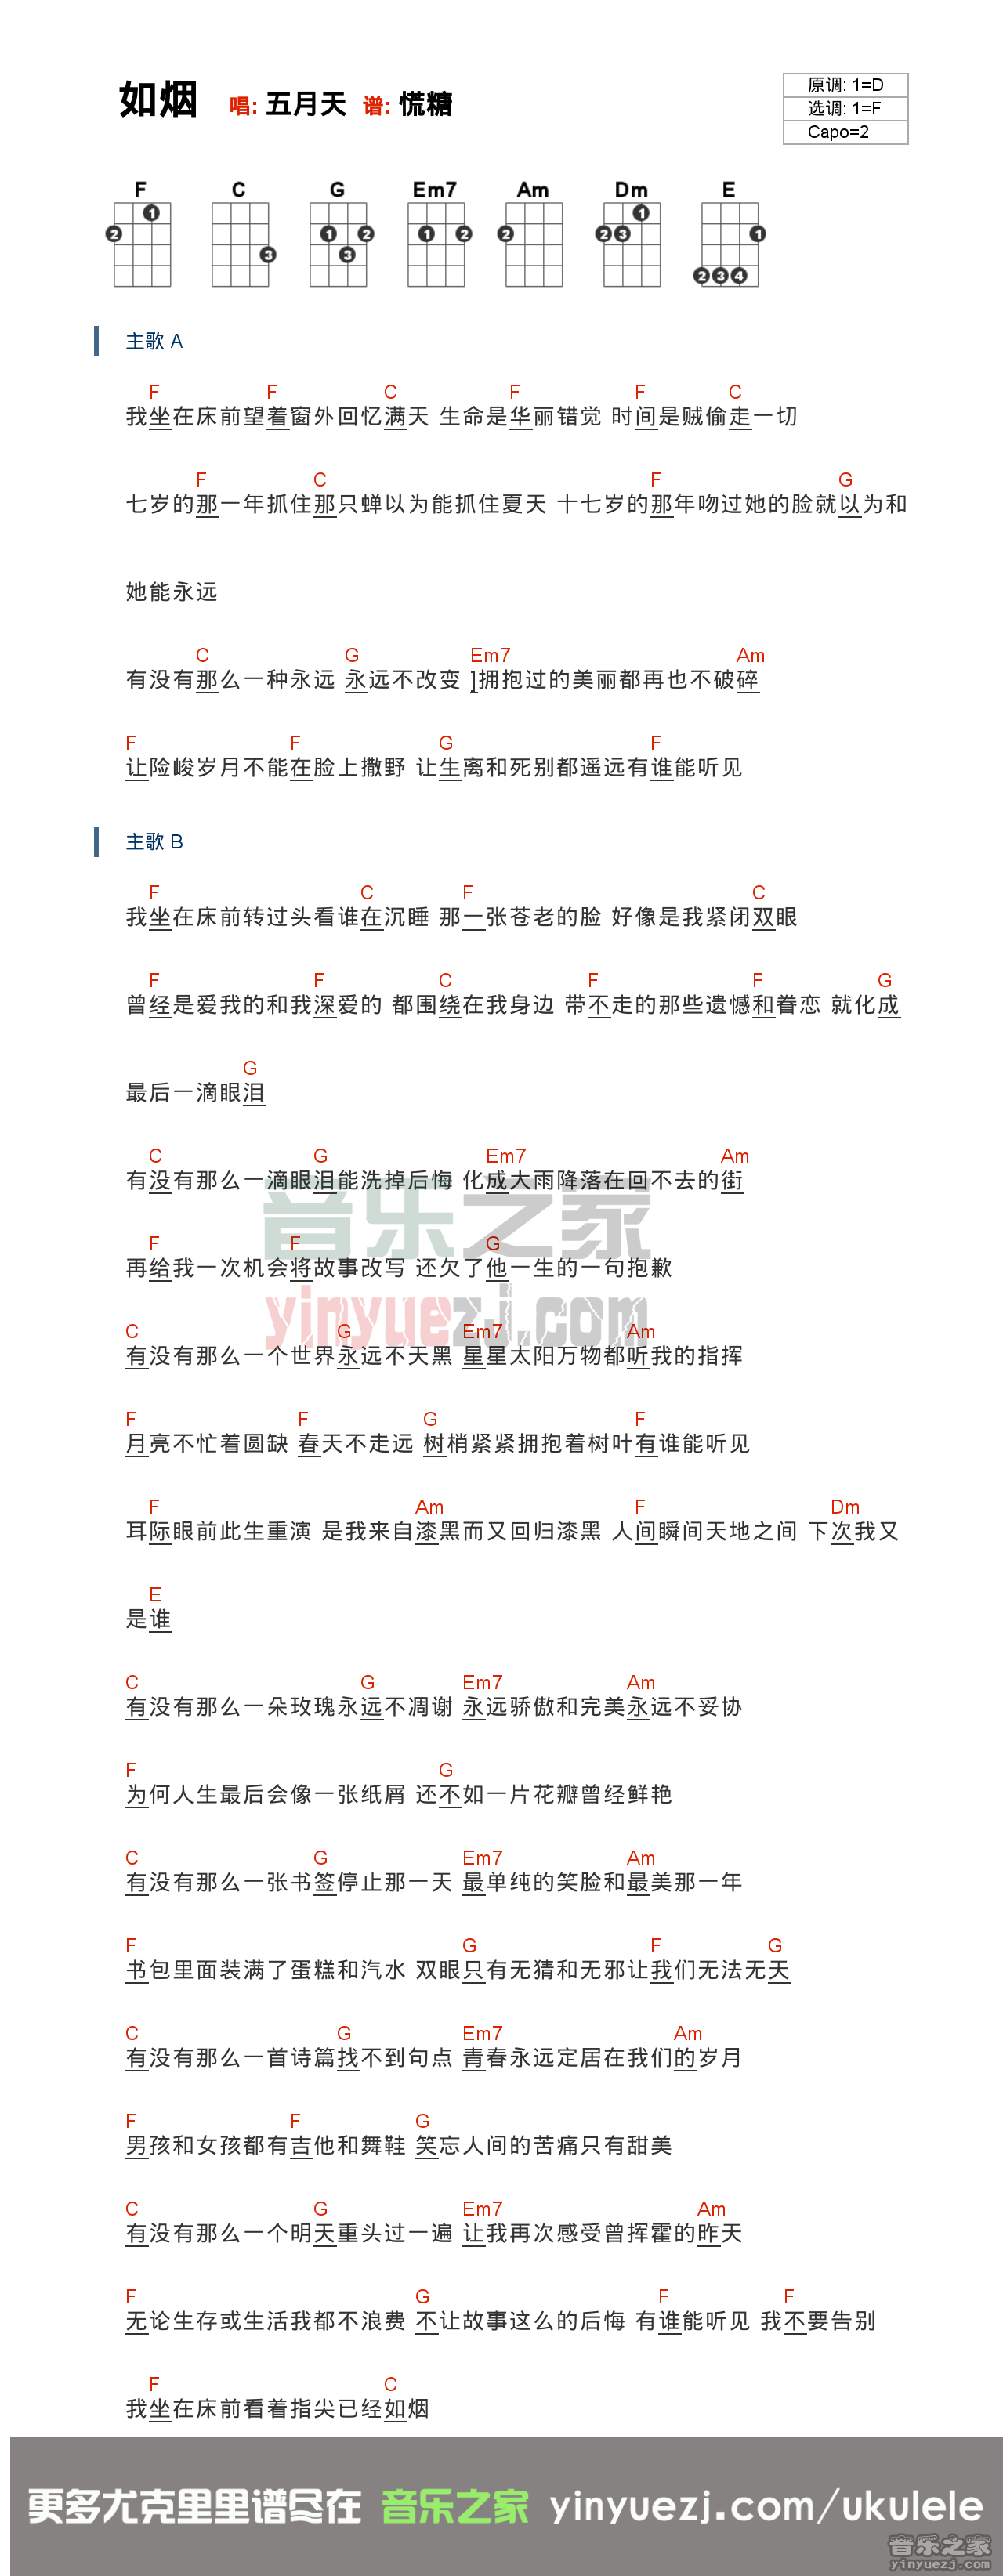 如烟 唱: 五月天 谱: 慌糖
原调: 1=D
选调: 1=F
Capo=2
F C G Em7 Am Dm E
2 1 3 1 2 3 1 2 2 2 3 1 1 2 3 4
主歌 A
F F C F F C
我坐在床前望着窗外回忆满天 生命是华丽错觉 时间是贼偷走一切
F C F G
七岁的那一年抓住那只蝉以为能抓住夏天 十七岁的那年吻过她的脸就以为和
她能永远
C G Em7 Am
有没有那么一种永远 永远不改变 ]拥抱过的美丽都再也不破碎
F F G F
让险峻岁月不能在脸上撒野 让生离和死别都遥远有谁能听见
主歌 B
F C F C
我坐在床前转过头看谁在沉睡 那一张苍老的脸 好像是我紧闭双眼
F F C F F G
曾经是爱我的和我深爱的 都围绕在我身边 带不走的那些遗憾和眷恋 就化成
G
最后一滴眼泪
C G Em7 Am
有没有那么一滴眼泪能洗掉后悔 化成大雨降落在回不去的街
音乐之家
F F G
再给我一次机会将故事改写 还欠了他一生的一句抱歉
yinyuezj.com
C G Em7 Am
有没有那么一个世界永远不天黑 星星太阳万物都听我的指挥
F F G F
月亮不忙着圆缺 春天不走远 树梢紧紧拥抱着树叶有谁能听见
F Am F Dm
耳际眼前此生重演 是我来自漆黑而又回归漆黑 人间瞬间天地之间 下次我又
E
是谁
C G Em7 Am
有没有那么一朵玫瑰永远不凋谢 永远骄傲和完美永远不妥协
F G
为何人生最后会像一张纸屑 还不如一片花瓣曾经鲜艳
C G Em7 Am
有没有那么一张书签停止那一天 最单纯的笑脸和最美那一年
F G F G
书包里面装满了蛋糕和汽水 双眼只有无猜和无邪让我们无法无天
C G Em7 Am
有没有那么一首诗篇找不到句点 青春永远定居在我们的岁月
F F G
男孩和女孩都有吉他和舞鞋 笑忘人间的苦痛只有甜美
C G Em7 Am
有没有那么一个明天重头过一遍 让我再次感受曾挥霍的昨天
F G F F
无论生存或生活我都不浪费 不让故事这么的后悔 有谁能听见 我不要告别
F C
我坐在床前看着指尖已经如烟
更多尤克里里谱尽在 音乐之家 yinyuezj.com/ukulele
音乐之家
yinyuezj.com